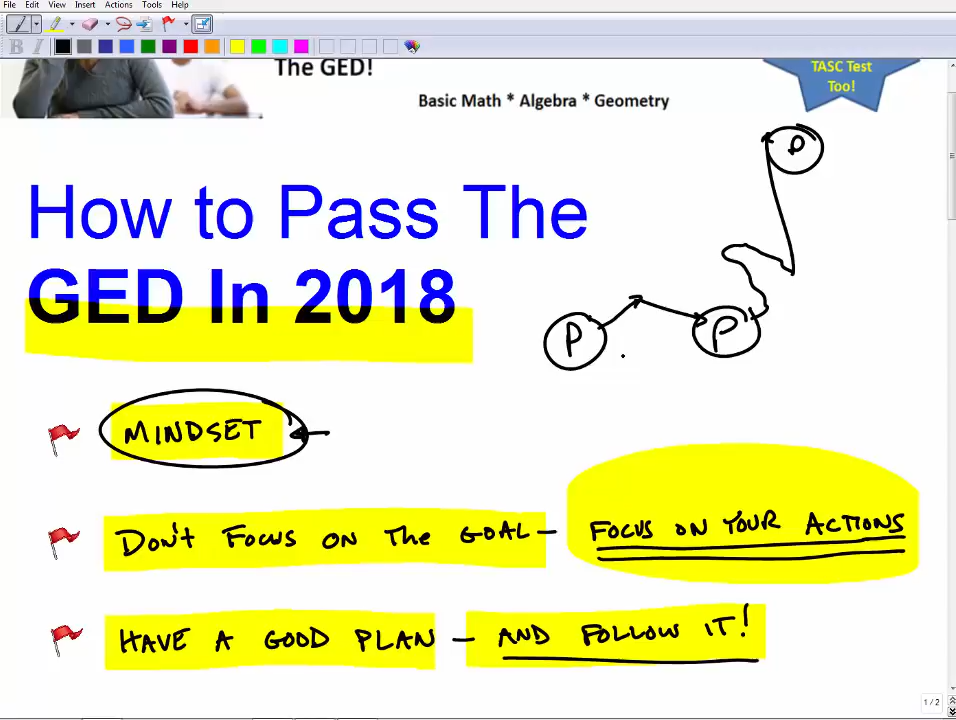 File Edit View Insert Actions Tools Help
B I
The GED!
Basic Math * Algebra * Geometry
TASC Test
Too!
P
How to Pass The
GED In 2018
P P
MINDSET
DON'T FOCUS ON THE GOAL - FOCUS ON YOUR ACTIONS
HAVE A GOOD PLAN - AND FOLLOW IT!
1 / 2